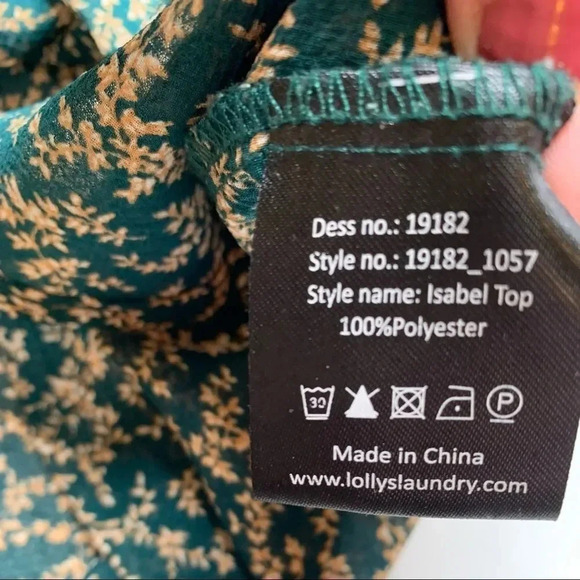 Dess no.: 19182
Style no.: 19182_1057
Style name: Isabel Top
100%Polyester
30 P
Made in China
www.lollyslaundry.com